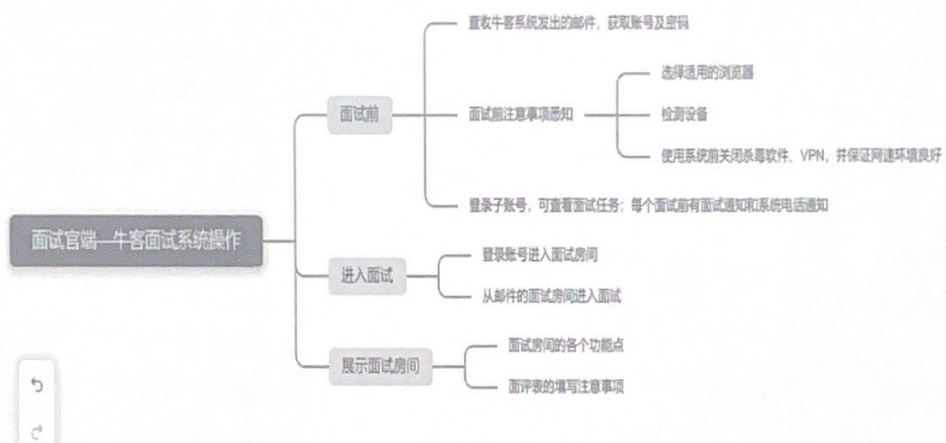 面试官端—牛客面试系统操作
面试前
查收牛客系统发出的邮件，获取账号及密码
面试前注意事项悉知
选择适用的浏览器
检测设备
使用系统前关闭杀毒软件、VPN，并保证网速环境良好
登录子账号，可查看面试任务；每个面试前有面试通知和系统电话通知
进入面试
登录账号进入面试房间
从邮件的面试房间进入面试
展示面试房间
面试房间的各个功能点
面评表的填写注意事项